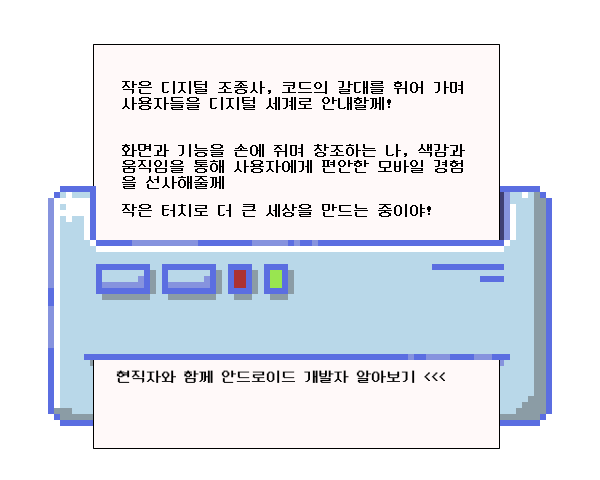 작은 디지털 조종사, 코드의 갈대를 휘어 가며
사용자들을 디지털 세계로 안내할께!
화면과 기능을 손에 쥐며 창조하는 나, 색감과
움직임을 통해 사용자에게 편안한 모바일 경험
을 선사해줄께
작은 터치로 더 큰 세상을 만드는 중이야!
현직자와 함께 안드로이드 개발자 알아보기 <<<